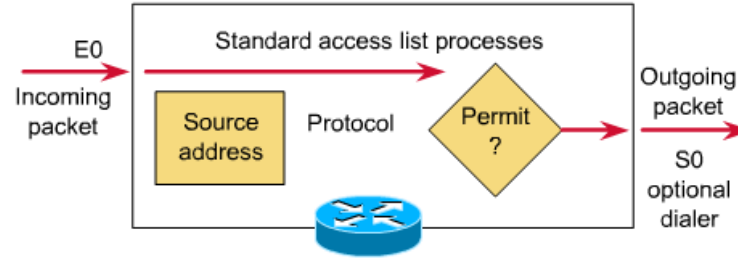 E0
Standard access list processes
Incoming
packet
Source
address
Protocol
Permit
?
Outgoing
packet
S0
optional
dialer